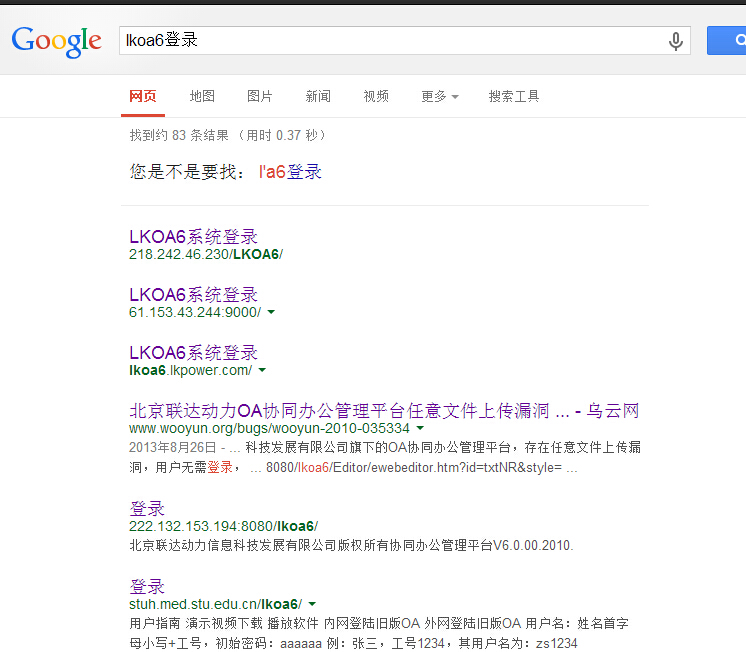 Google
lkoa6登录
网页 地图 图片 新闻 视频 更多 搜索工具
找到约 83 条结果 （用时 0.37 秒）
您是不是要找： l'a6登录
LKOA6系统登录
218.242.46.230/LKOA6/
LKOA6系统登录
61.153.43.244:9000/
LKOA6系统登录
lkoa6.lkpower.com/
北京联达动力OA协同办公管理平台任意文件上传漏洞 ... - 乌云网
www.wooyun.org/bugs/wooyun-2010-035334
2013年8月26日 - ... 科技发展有限公司旗下的OA协同办公管理平台，存在任意文件上传漏
洞，用户无需登录， ... 8080/lkoa6/Editor/ewebeditor.htm?id=txtNR&style= ...
登录
222.132.153.194:8080/lkoa6/
北京联达动力信息科技发展有限公司版权所有协同办公管理平台V6.0.00.2010.
登录
stuh.med.stu.edu.cn/lkoa6/
用户指南 演示视频下载 播放软件 内网登陆旧版OA 外网登陆旧版OA 用户名：姓名首字
母小写+工号，初始密码：aaaaaa 例：张三，工号1234，其用户名为：zs1234